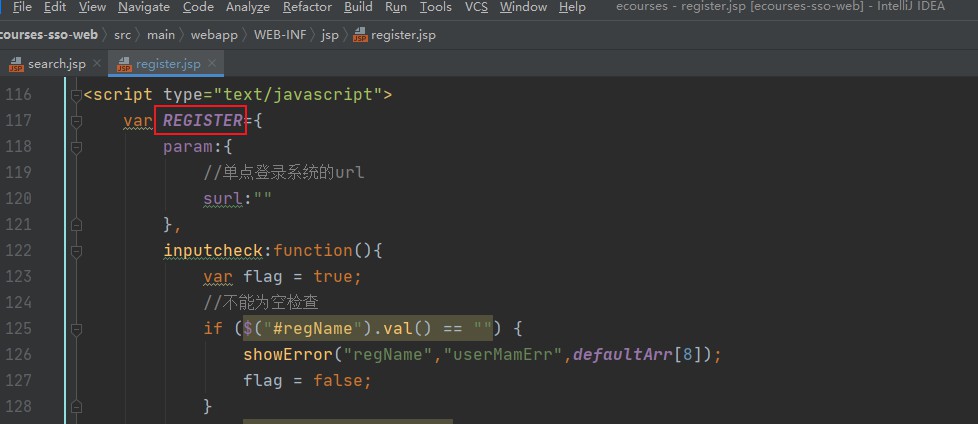 File Edit View Navigate Code Analyze Refactor Build Run Tools VCS Window Help ecourses - register.jsp [ecourses-sso-web] - IntelliJ IDEA
courses-sso-web src main webapp WEB-INF jsp register.jsp
search.jsp register.jsp
116 <script type="text/javascript">
117 var REGISTER={
118 param:{
119 //单点登录系统的url
120 surl:""
121 },
122 inputcheck:function(){
123 var flag = true;
124 //不能为空检查
125 if ($("#regName").val() == "") {
126 showError("regName","userMamErr",defaultArr[8]);
127 flag = false;
128 }